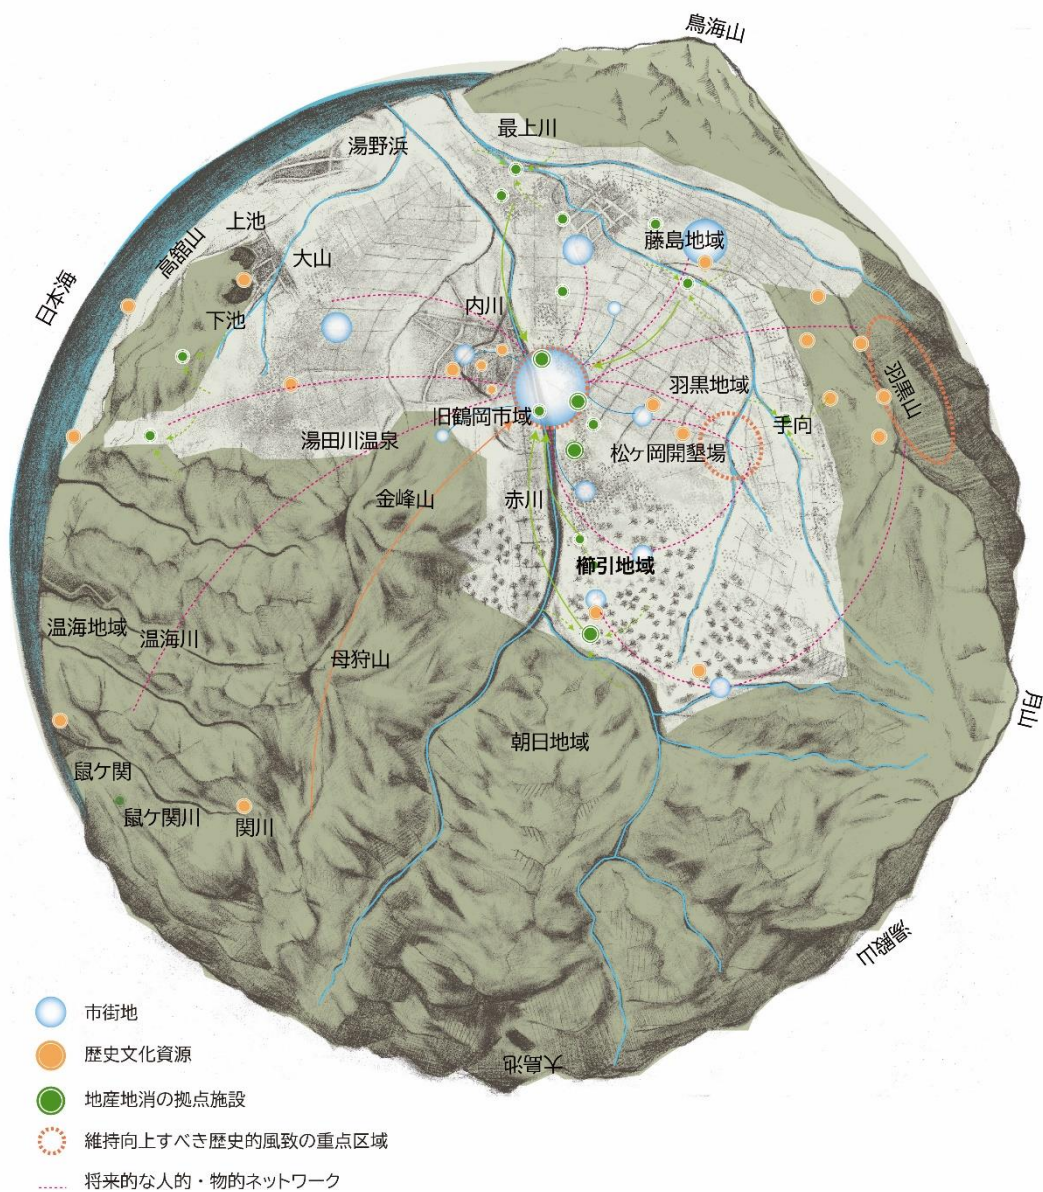 鳥海山
最上川
湯野浜
上池
高舘山
大山
藤島地域
日本海
下池
内川
羽黒地域
羽黒山
旧鶴岡市域
手向
湯田川温泉
松ヶ岡開墾場
金峰山
赤川
櫛引地域
温海地域
温海川
母狩山
月山
朝日地域
鼠ケ関
鼠ケ関川
関川
湯殿山
大鳥池
市街地
歴史文化資源
地産地消の拠点施設
維持向上すべき歴史的風致の重点区域
将来的な人的・物的ネットワーク